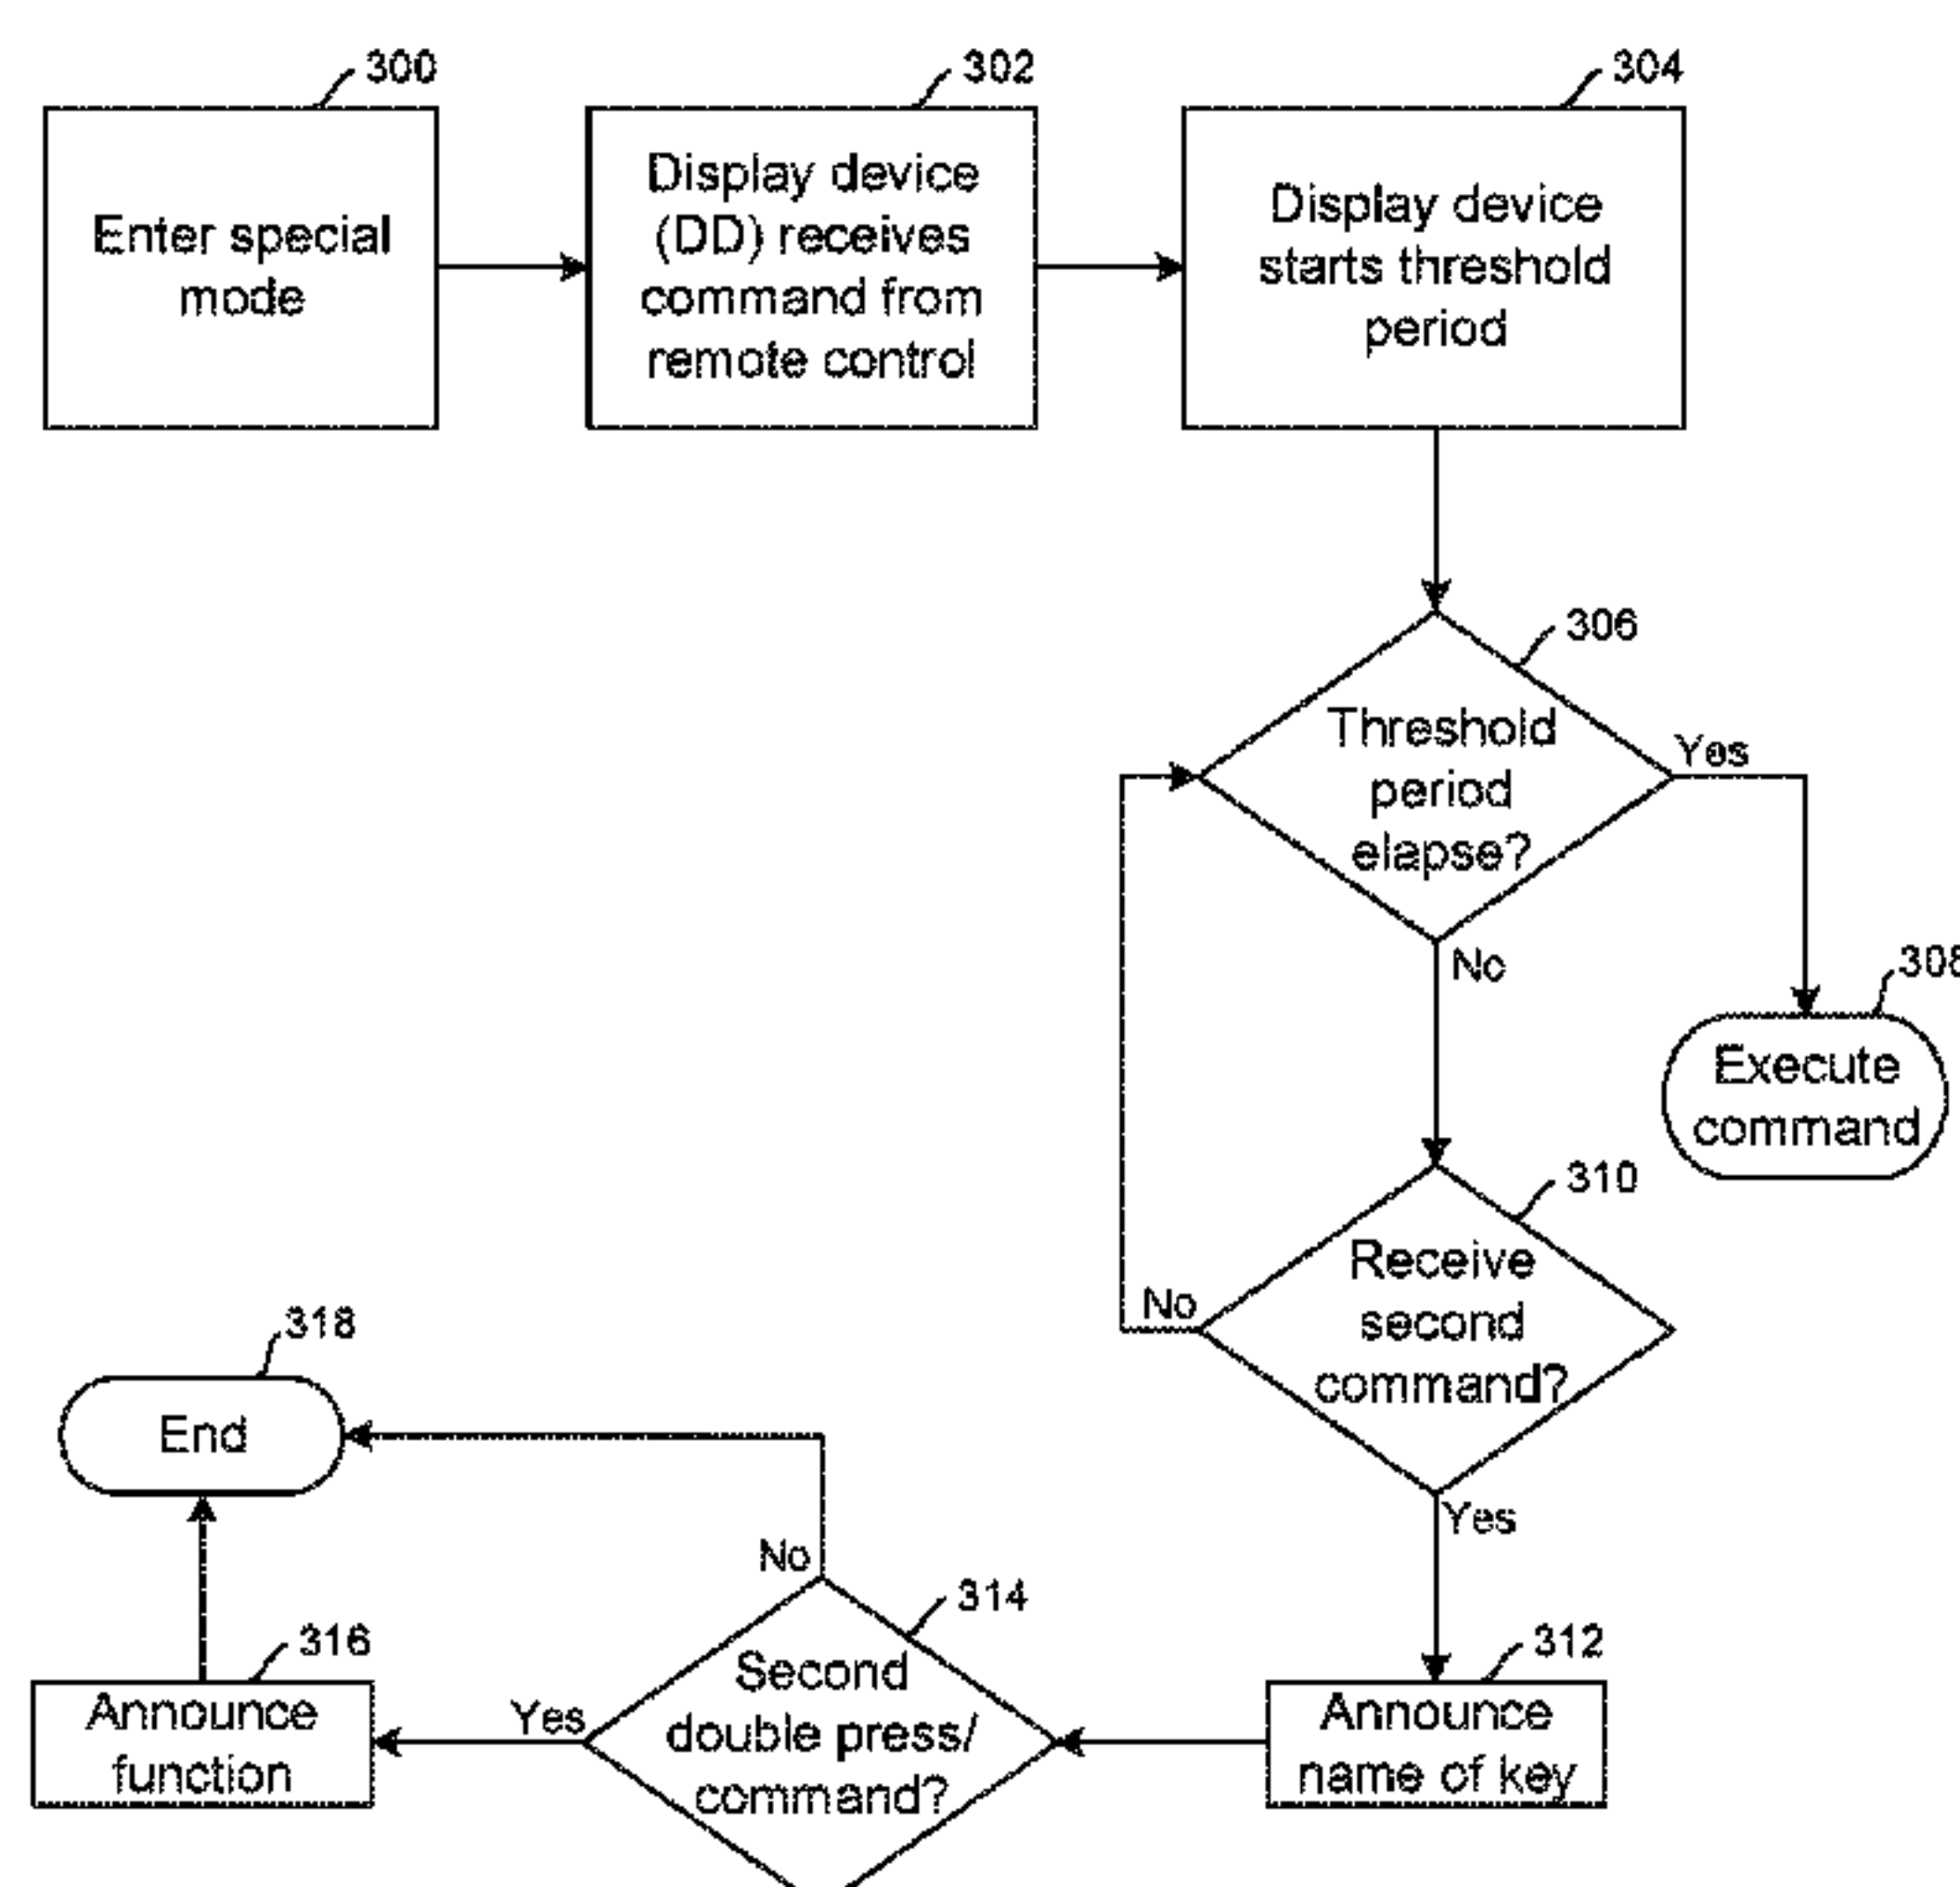 300
Enter special
mode
302
Display device
(DD) receives
command from
remote control
304
Display device
starts threshold
period
306
Threshold
period
elapse?
Yes
No
308
Execute
command
310
Receive
second
command?
No
Yes
312
Announce
name of key
314
Second
double press/
command?
No
Yes
316
Announce
function
318
End